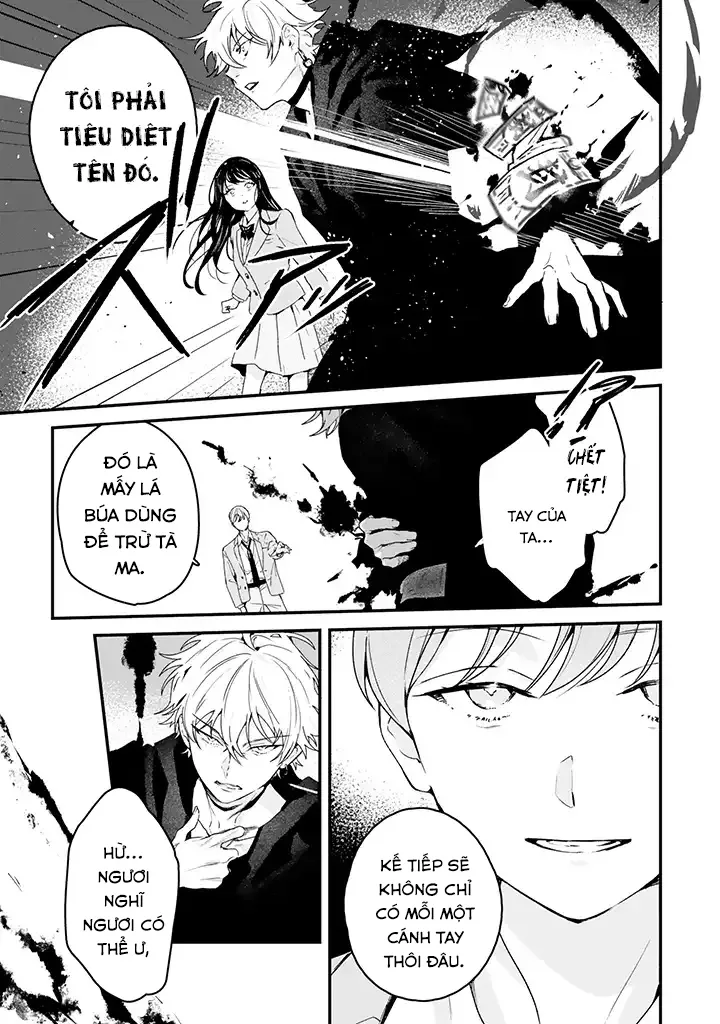 TÔI PHẢI
TIÊU DIỆT
TÊN ĐÓ.
CHẾT
TIỆT!
TAY CỦA
TA...
ĐÓ LÀ
MẤY LÁ
BÙA DÙNG
ĐỂ TRỪ TÀ
MA.
KẾ TIẾP SẼ
KHÔNG CHỈ
CÓ MỖI MỘT
CÁNH TAY
THÔI ĐÂU.
HỪ...
NGƯƠI
NGHĨ
NGƯƠI CÓ
THỂ Ư,